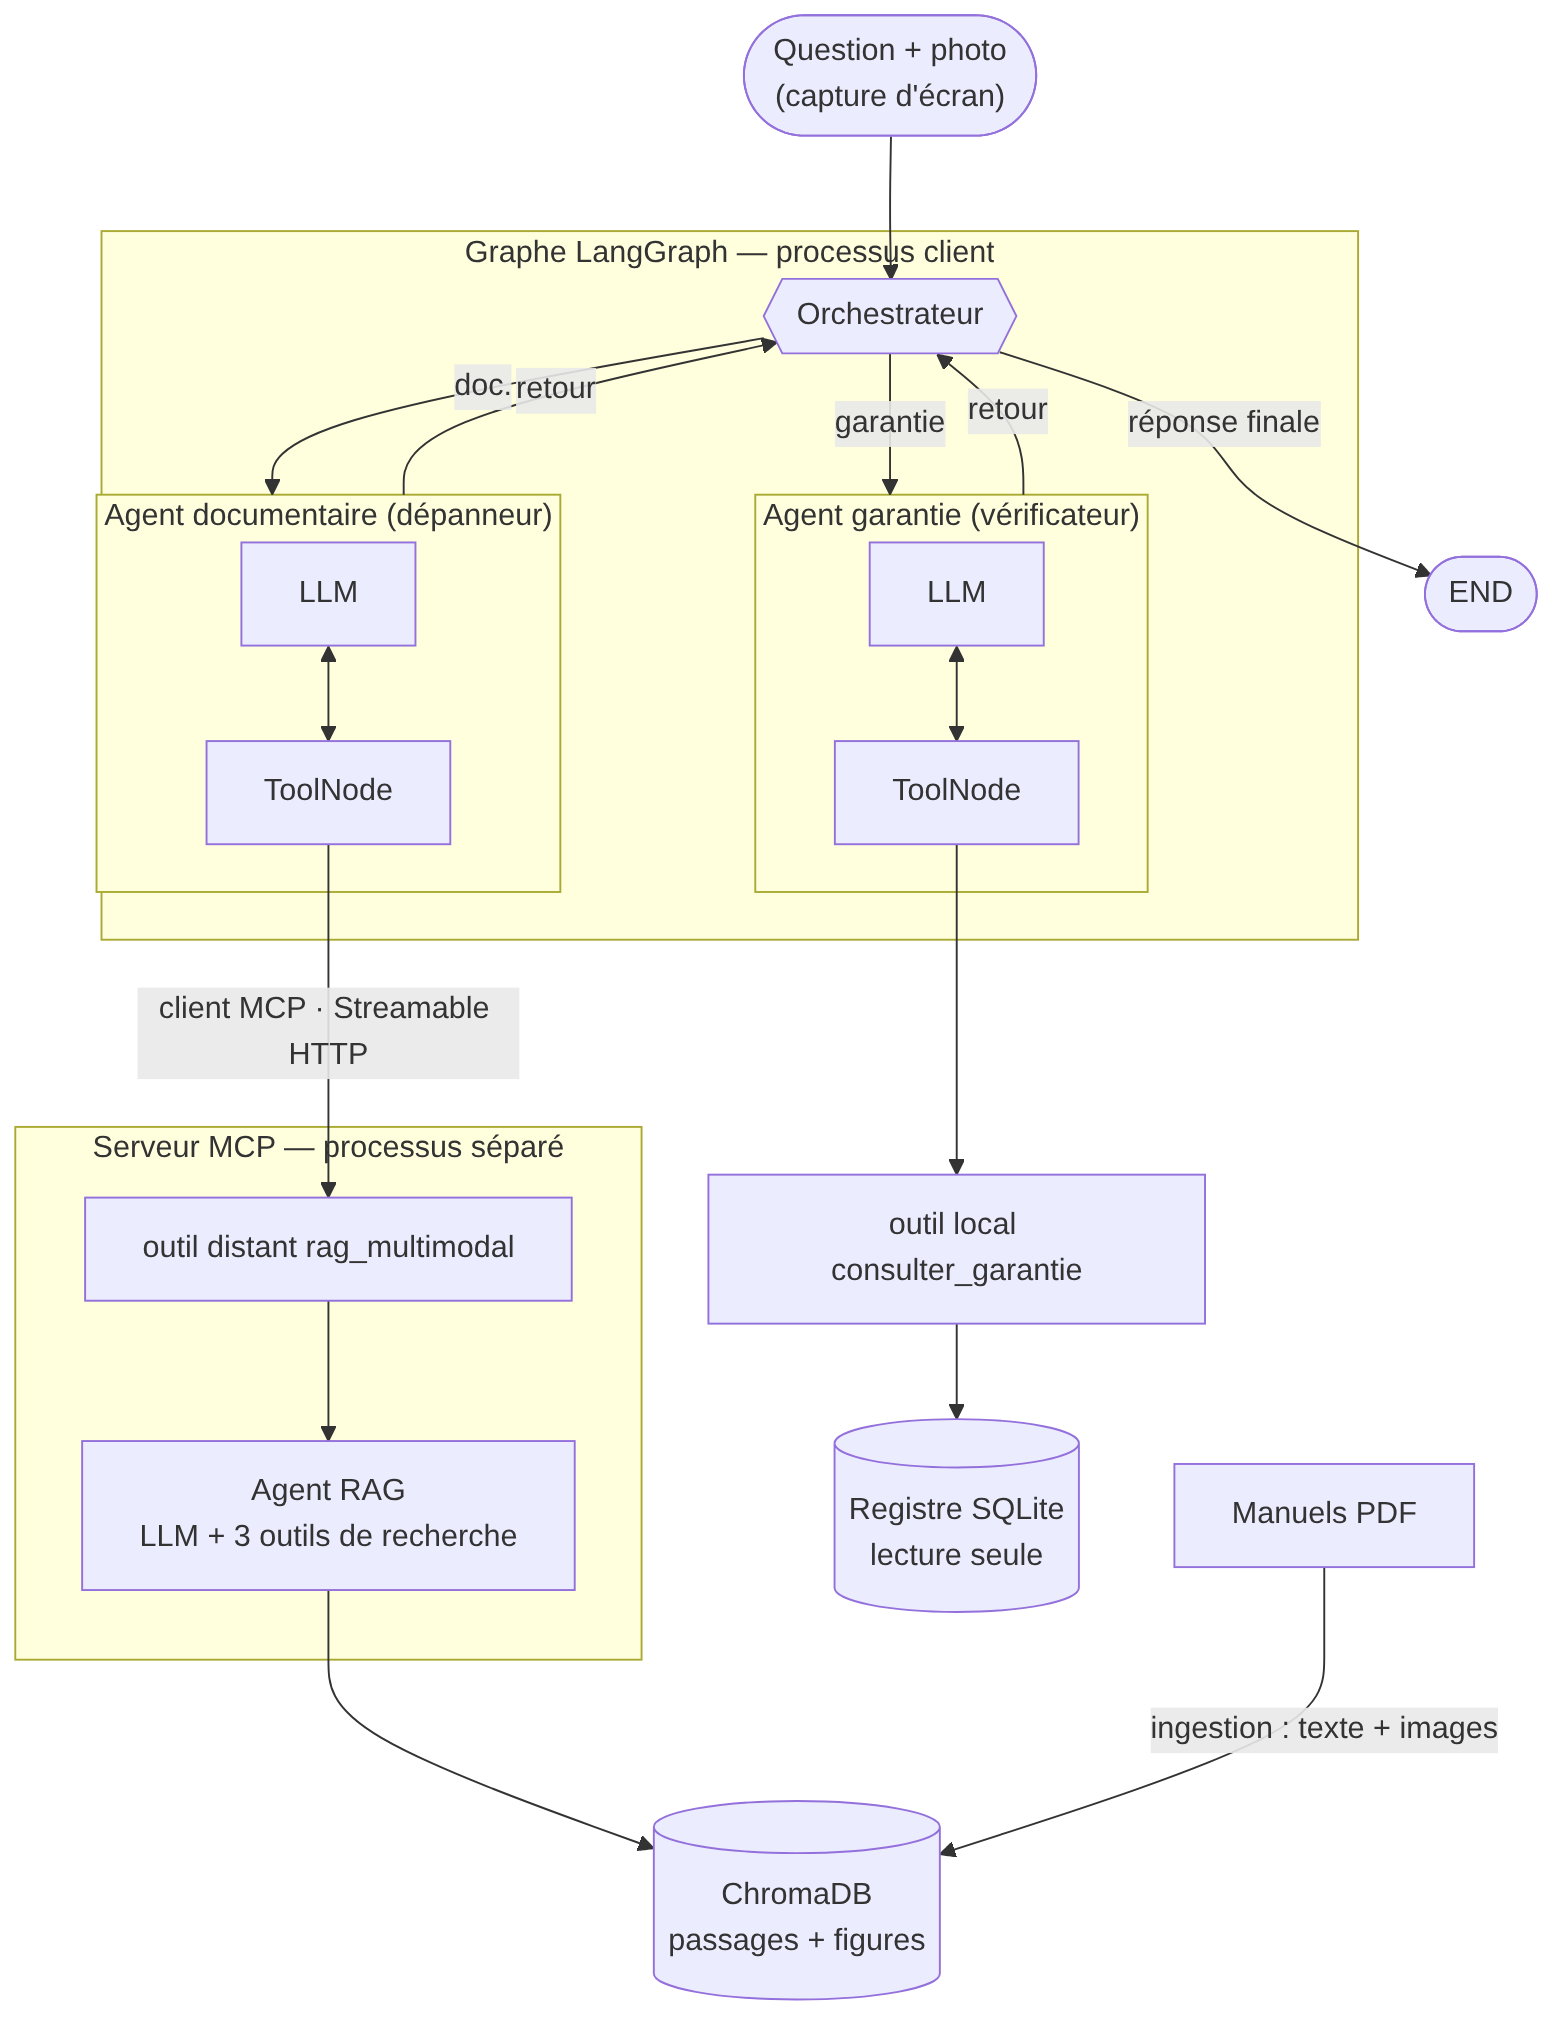 Question + photo
(capture d'écran)
Graphe LangGraph — processus client
Orchestrateur
doc.
retour
garantie
retour
réponse finale
Agent documentaire (dépanneur)
LLM
ToolNode
Agent garantie (vérificateur)
LLM
ToolNode
END
client MCP · Streamable
HTTP
Serveur MCP — processus séparé
outil distant rag_multimodal
Agent RAG
LLM + 3 outils de recherche
outil local
consulter_garantie
Registre SQLite
lecture seule
Manuels PDF
ingestion : texte + images
ChromaDB
passages + figures